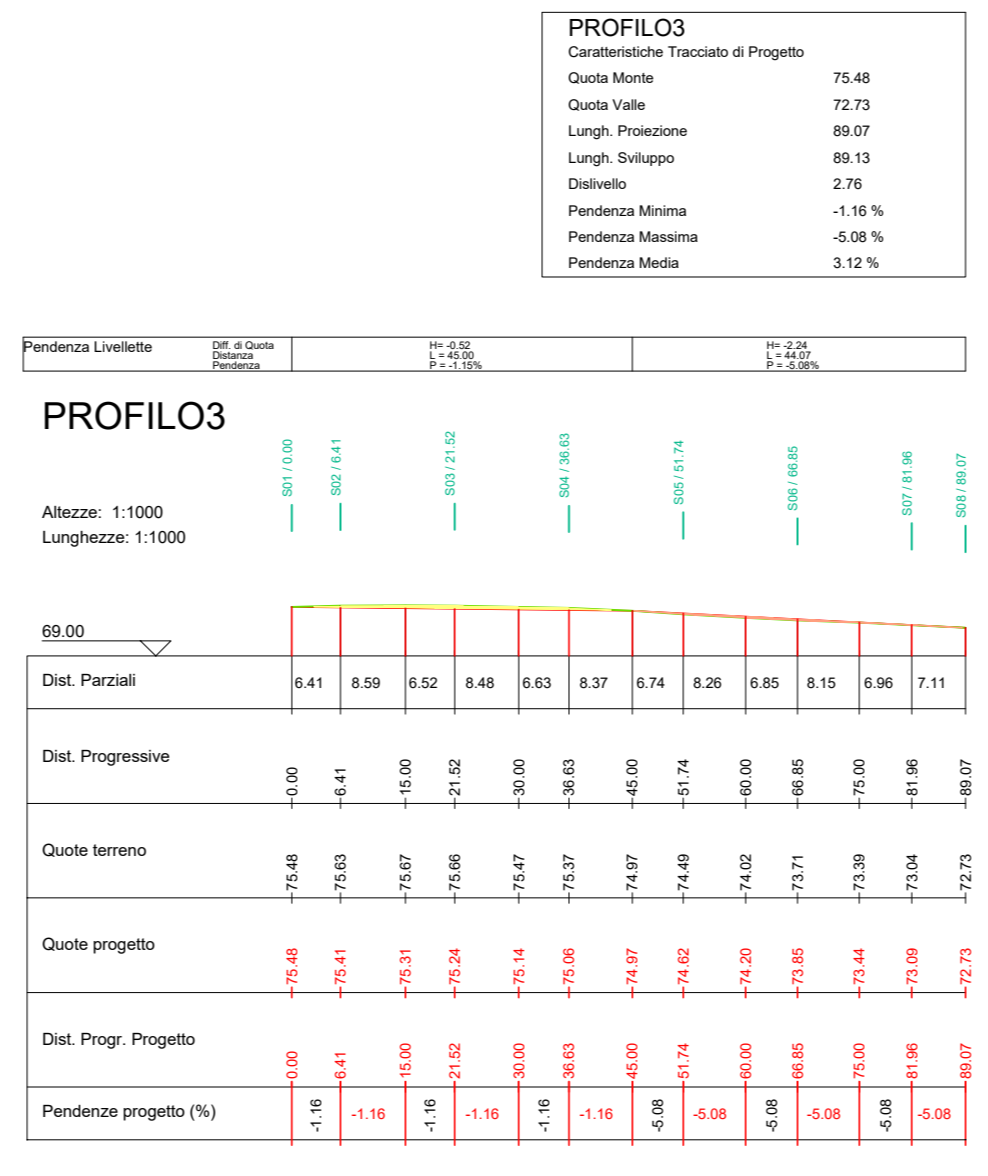 PROFILO3
Caratteristiche Tracciato di Progetto
Quota Monte 75.48
Quota Valle 72.73
Lungh. Proiezione 89.07
Lungh. Sviluppo 89.13
Dislivello 2.76
Pendenza Minima -1.16 %
Pendenza Massima -5.08 %
Pendenza Media 3.12 %
Pendenza Livellette
Diff. di Quota H= -0.52 H= -2.24
Distanza L = 45.00 L = 44.07
Pendenza P = -1.15% P = -5.08%
PROFILO3
S01 / 0.00 S02 / 6.41 S03 / 21.52 S04 / 36.63 S05 / 51.74 S06 / 66.85 S07 / 81.96 S08 / 89.07
Altezze: 1:1000
Lunghezze: 1:1000
69.00
Dist. Parziali 6.41 8.59 6.52 8.48 6.63 8.37 6.74 8.26 6.85 8.15 6.96 7.11
Dist. Progressive 0.00 6.41 15.00 21.52 30.00 36.63 45.00 51.74 60.00 66.85 75.00 81.96 89.07
Quote terreno 75.48 75.63 75.67 75.66 75.47 75.37 74.97 74.49 74.02 73.71 73.39 73.04 72.73
Quote progetto 75.48 75.41 75.31 75.24 75.14 75.06 74.97 74.62 74.20 73.85 73.44 73.09 72.73
Dist. Progr. Progetto 0.00 6.41 15.00 21.52 30.00 36.63 45.00 51.74 60.00 66.85 75.00 81.96 89.07
Pendenze progetto (%) -1.16 -1.16 -1.16 -1.16 -1.16 -1.16 -5.08 -5.08 -5.08 -5.08 -5.08 -5.08